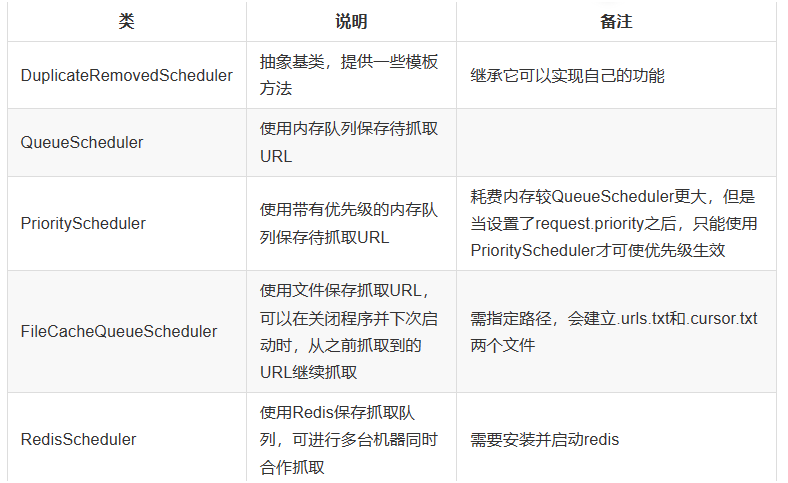 类 说明 备注
DuplicateRemovedScheduler
抽象基类，提供一些模板
方法
继承它可以实现自己的功能
QueueScheduler
使用内存队列保存待抓取
URL
PriorityScheduler
使用带有优先级的内存队
列保存待抓取URL
耗费内存较QueueScheduler更大，但是
当设置了request.priority之后，只能使用
PriorityScheduler才可使优先级生效
FileCacheQueueScheduler
使用文件保存抓取URL，
可以在关闭程序并下次启
动时，从之前抓取到的
URL继续抓取
需指定路径，会建立.urls.txt和.cursor.txt
两个文件
RedisScheduler
使用Redis保存抓取队
列，可进行多台机器同时
合作抓取
需要安装并启动redis